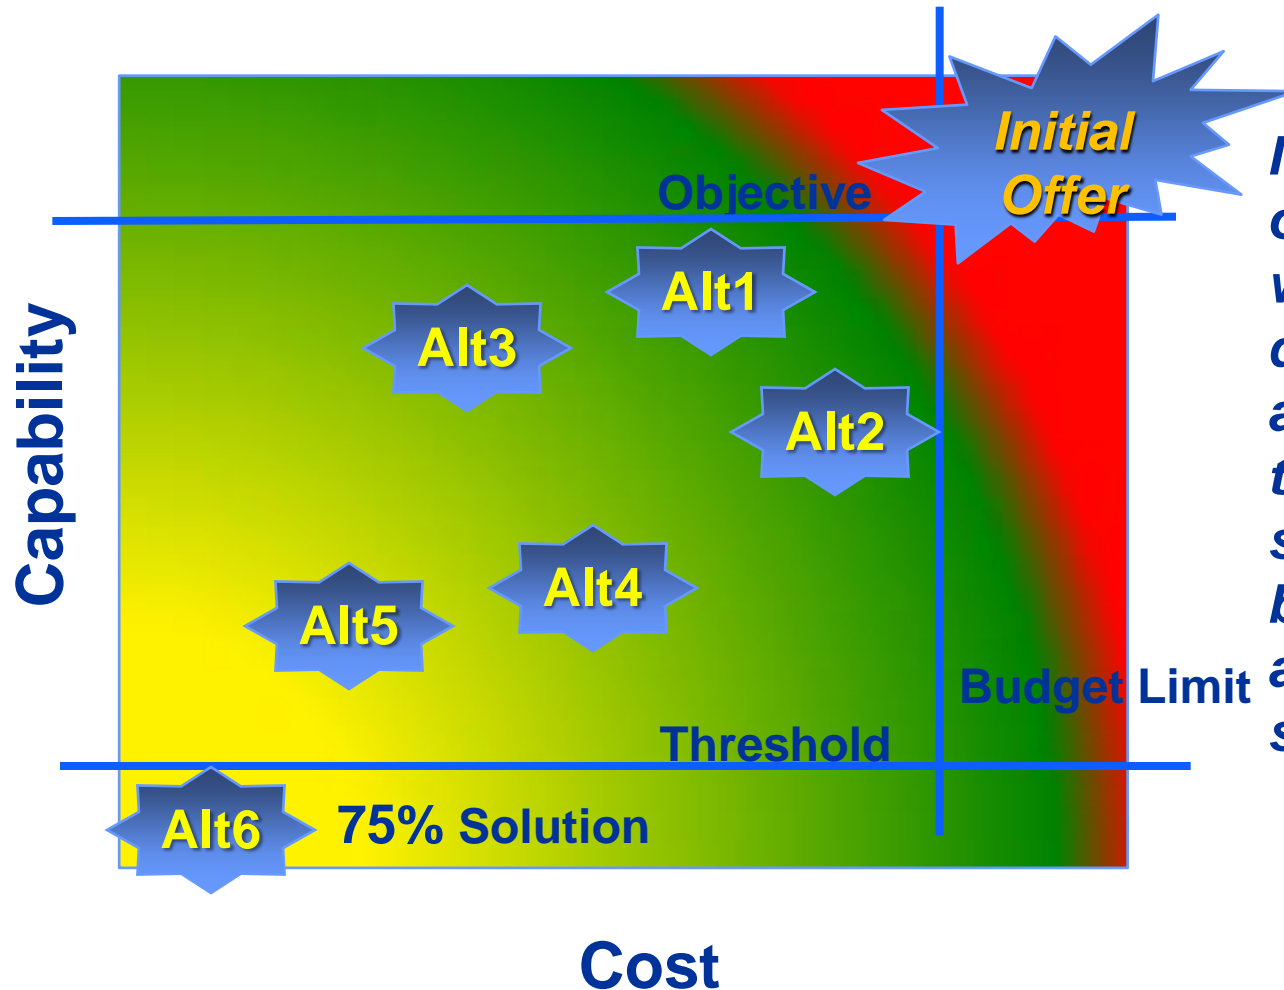 Initial
Offer
Objective
Alt1
Alt3
Alt2
Capability
Alt4
Alt5
Budget Limit
Threshold
Alt6
75% Solution
Cost